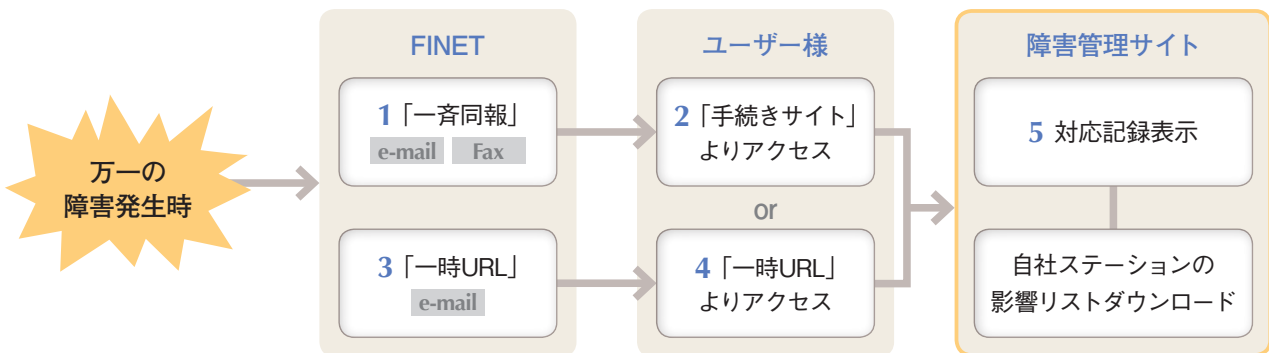 万一の
障害発生時
FINET
1「一斉同報」
e-mail Fax
3「一時URL」
e-mail
ユーザー様
2「手続きサイト」
よりアクセス
or
4「一時URL」
よりアクセス
障害管理サイト
5 対応記録表示
自社ステーションの
影響リストダウンロード